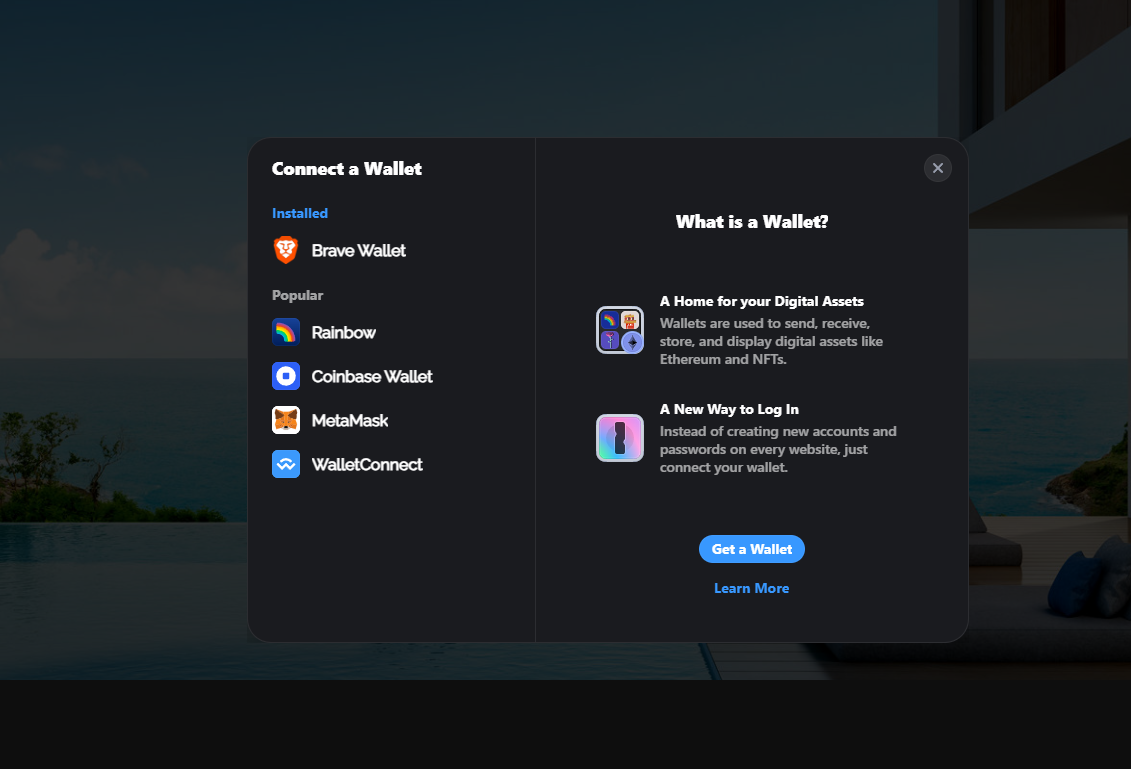 Connect a Wallet
Installed
Brave Wallet
Popular
Rainbow
Coinbase Wallet
MetaMask
WalletConnect
What is a Wallet?
A Home for your Digital Assets
Wallets are used to send, receive,
store, and display digital assets like
Ethereum and NFTs.
A New Way to Log In
Instead of creating new accounts and
passwords on every website, just
connect your wallet.
Get a Wallet
Learn More